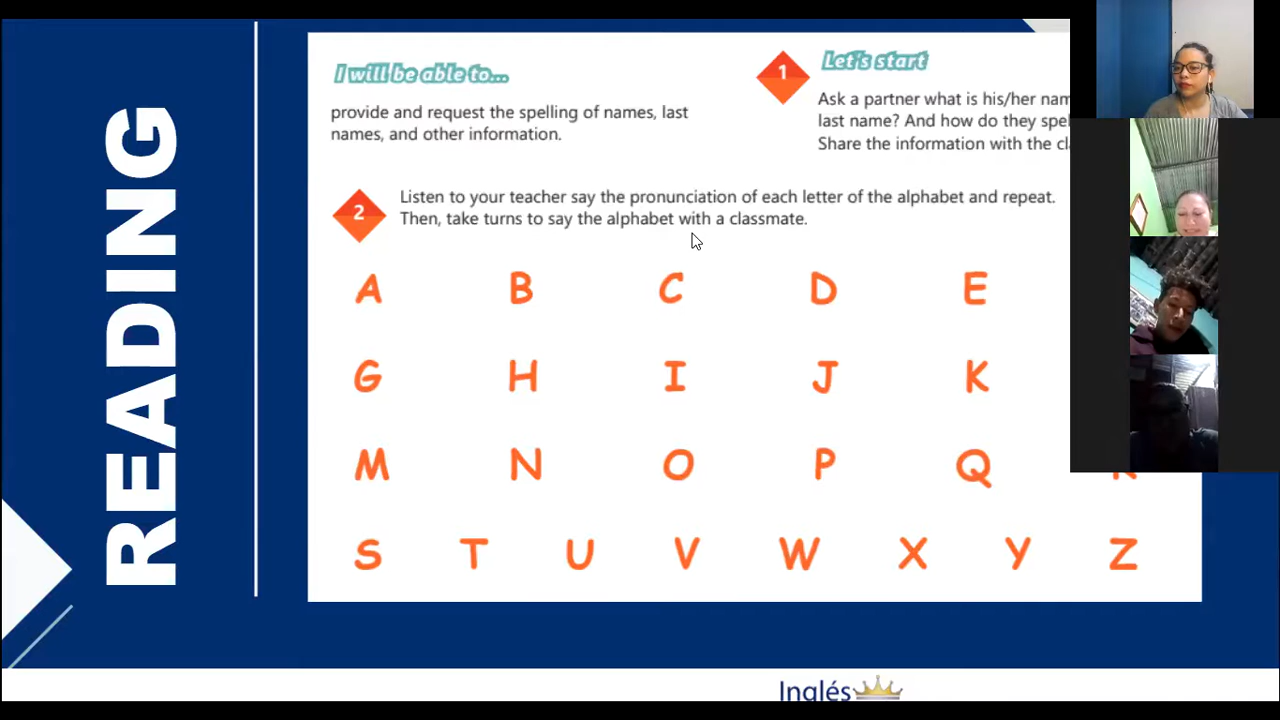 READING
I will be able to...
provide and request the spelling of names, last
names, and other information.
1
Let's start
Ask a partner what is his/her
last name? And how do they
Share the information with the
2
Listen to your teacher say the pronunciation of each letter of the alphabet and repeat.
Then, take turns to say the alphabet with a classmate.
A B C D E
G H I J K
M N O P Q
S T U V W X Y Z
Inglés